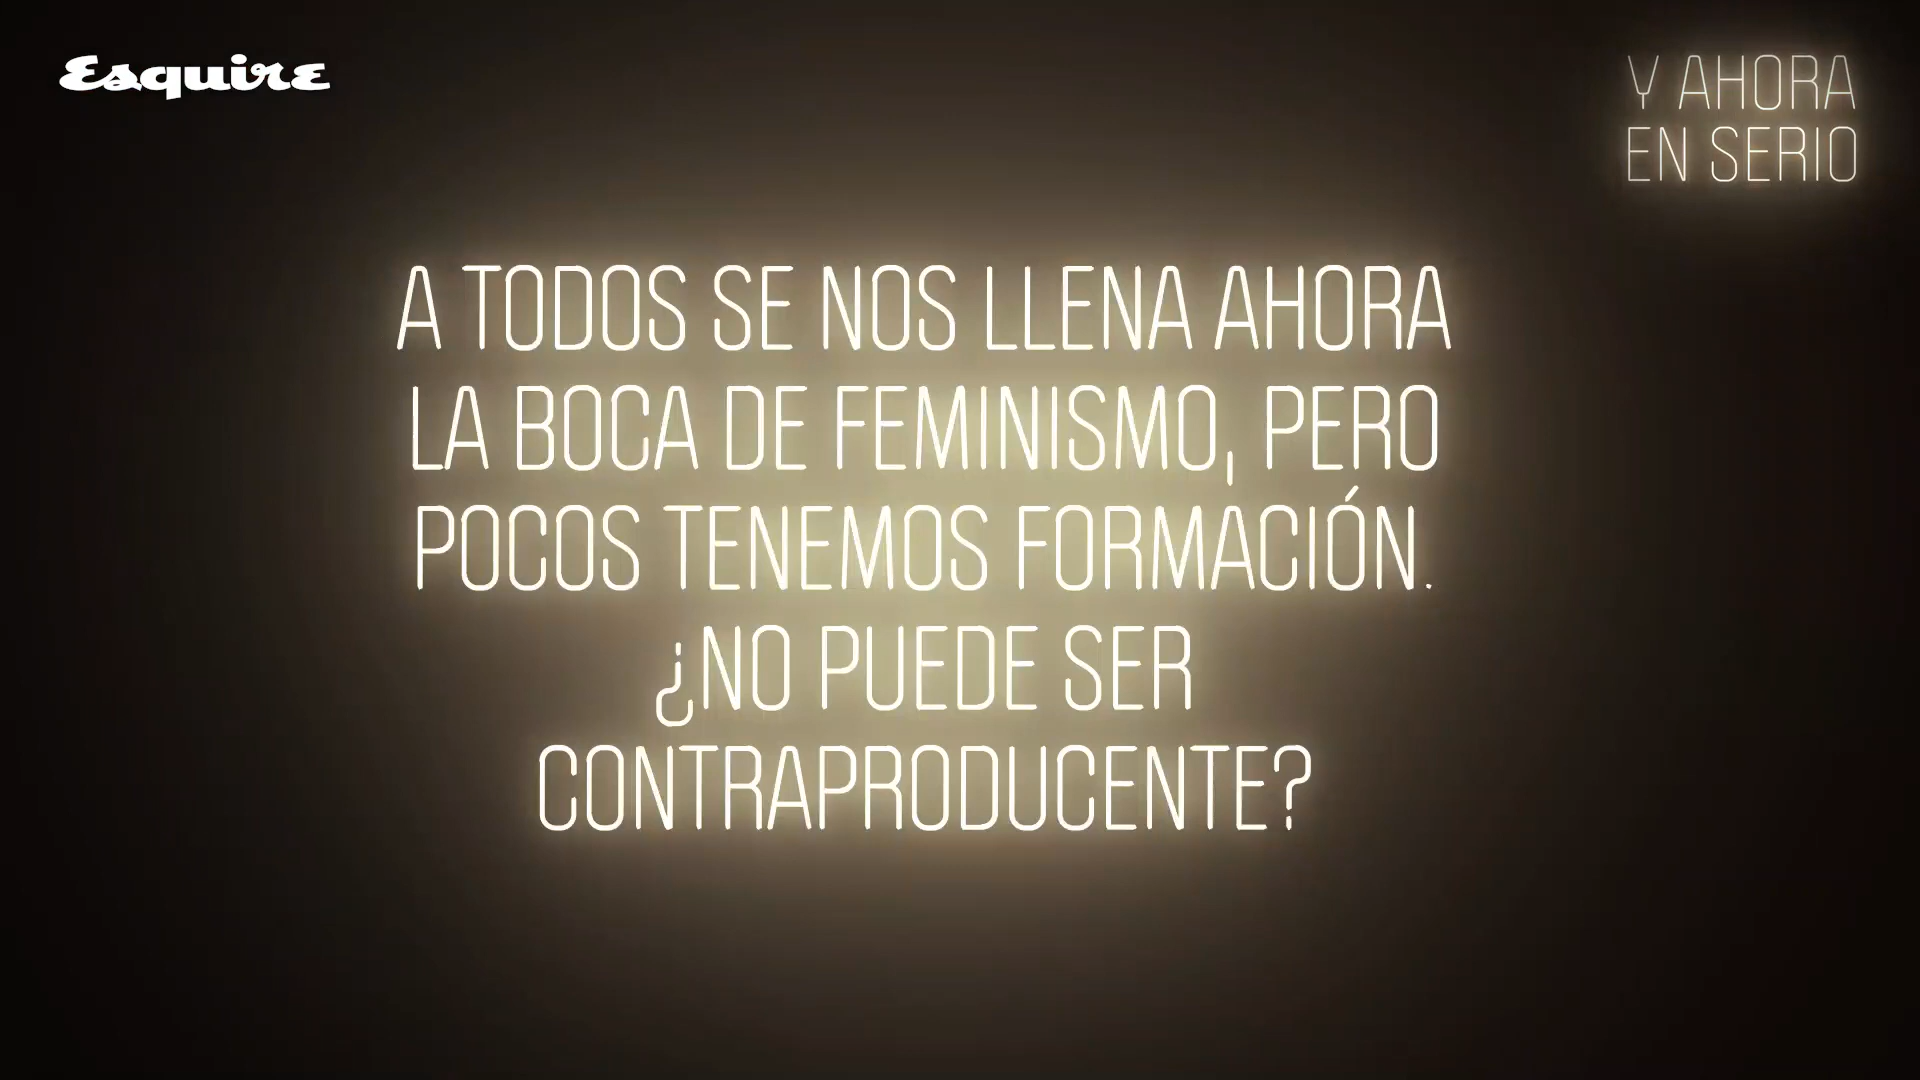 Esquire
Y AHORA
EN SERIO
A TODOS SE NOS LLENA AHORA
LA BOCA DE FEMINISMO, PERO
POCOS TENEMOS FORMACIÓN.
¿NO PUEDE SER
CONTRAPRODUCENTE?